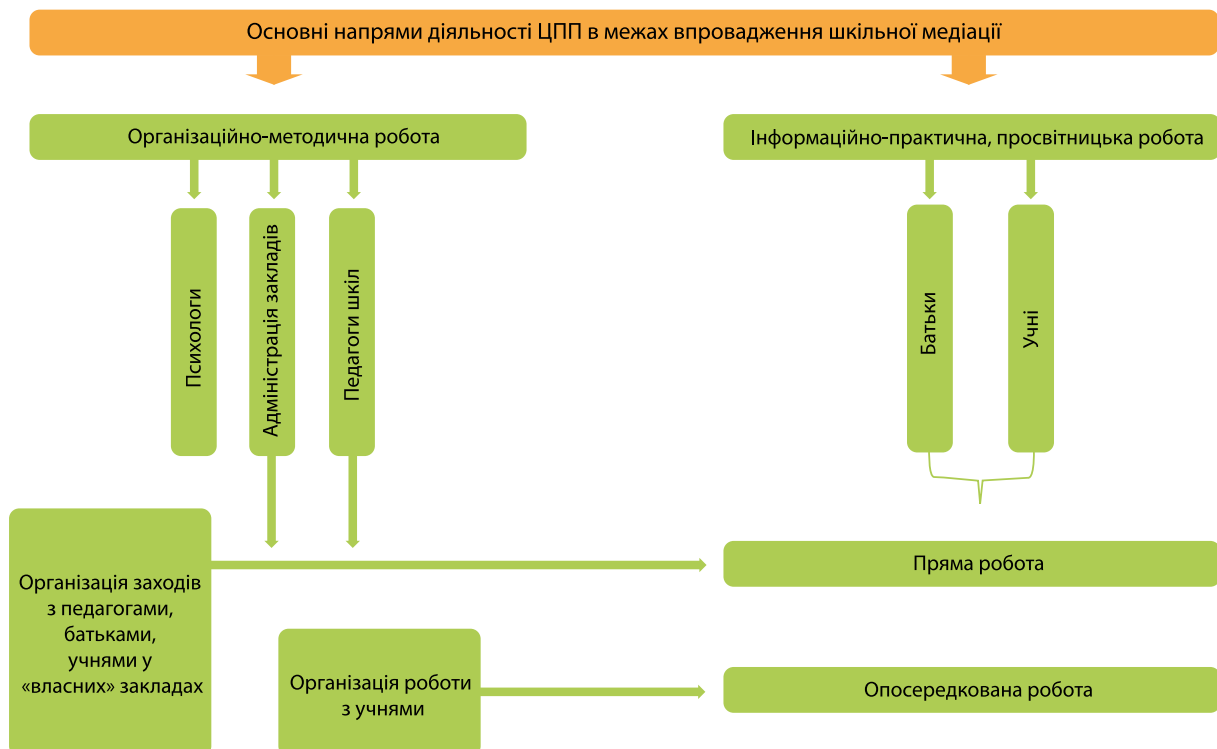 Основні напрями діяльності ЦПП в межах впровадження шкільної медіації
Організаційно-методична робота
Інформаційно-практична, просвітницька робота
Психологи
Адміністрація закладів
Педагоги шкіл
Батьки
Учні
Організація заходів
з педагогами,
батьками,
учнями у
«власних» закладах
Пряма робота
Організація роботи
з учнями
Опосередкована робота